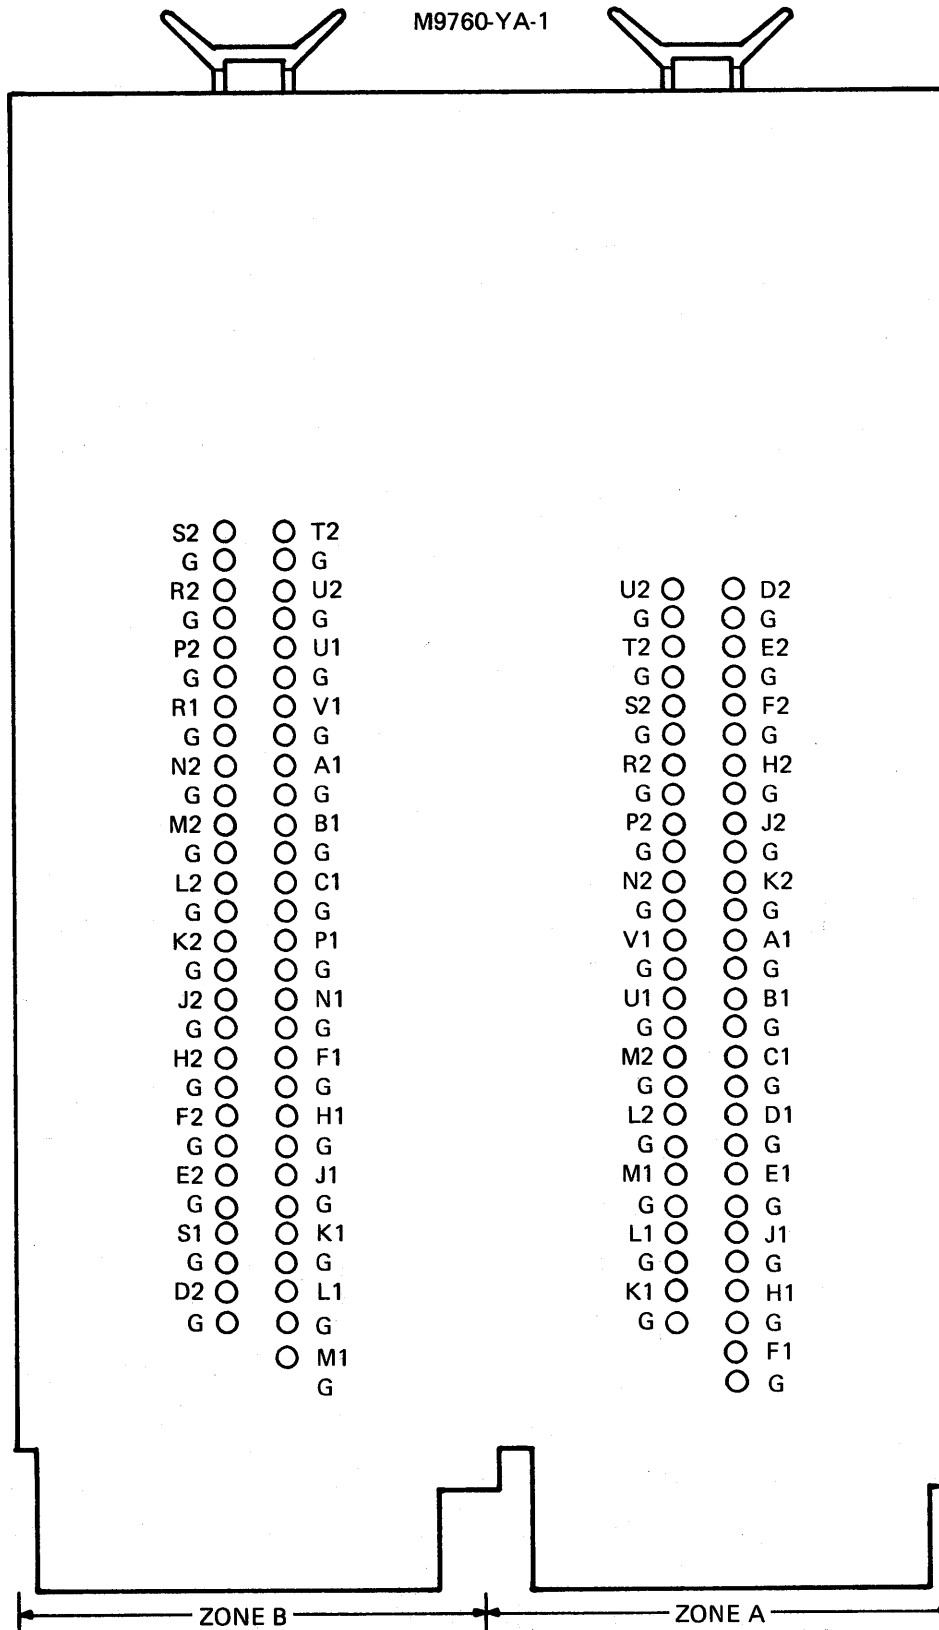 M9760-YA-1
S2 T2
G G
R2 U2 U2 D2
G G G G
P2 U1 T2 E2
G G G G
R1 V1 S2 F2
G G G G
N2 A1 R2 H2
G G G G
M2 B1 P2 J2
G G G G
L2 C1 N2 K2
G G G G
K2 P1 V1 A1
G G G G
J2 N1 U1 B1
G G G G
H2 F1 M2 C1
G G G G
F2 H1 L2 D1
G G G G
E2 J1 M1 E1
G G G G
S1 K1 L1 J1
G G G G
D2 L1 K1 H1
G G G G
M1 F1
G G
ZONE B ZONE A